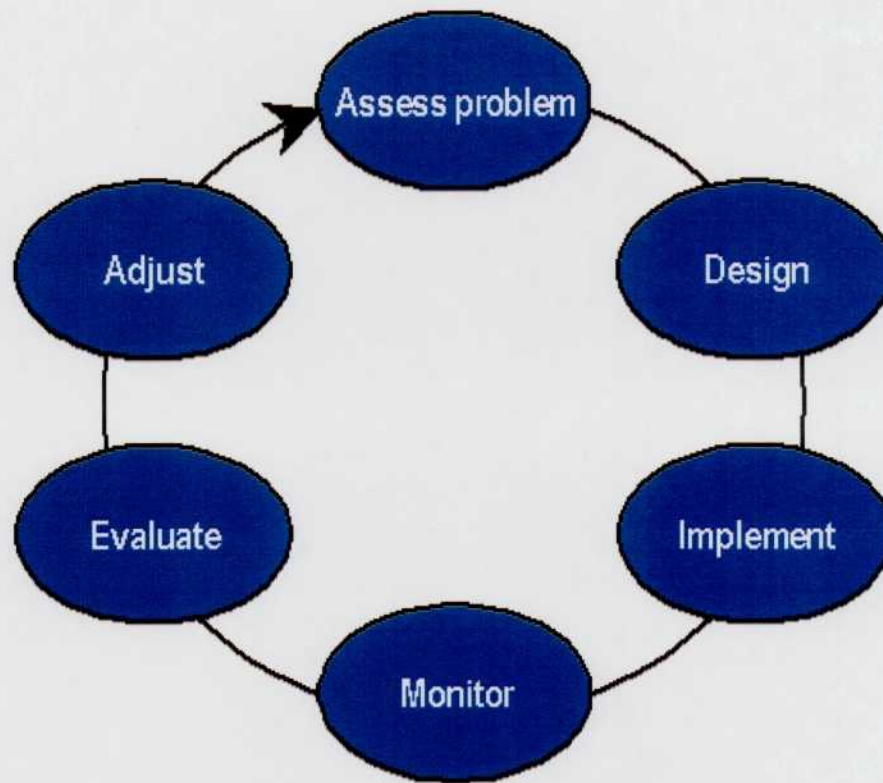 Assess problem
Design
Implement
Monitor
Evaluate
Adjust